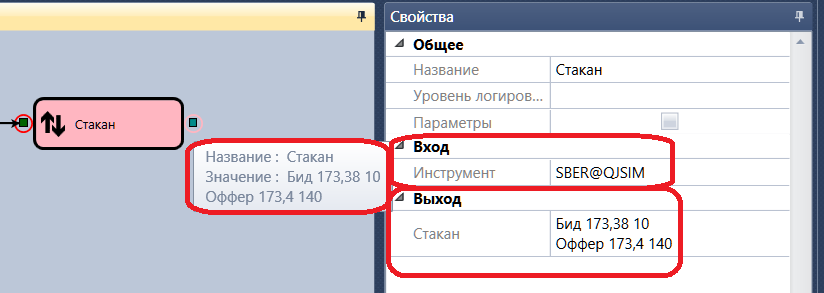 Стакан
Название : Стакан
Значение : Бид 173,38 10
Оффер 173,4 140
Свойства
Общее
Название Стакан
Уровень логиров...
Параметры
Вход
Инструмент SBER@QJSIM
Выход
Стакан Бид 173,38 10
Оффер 173,4 140